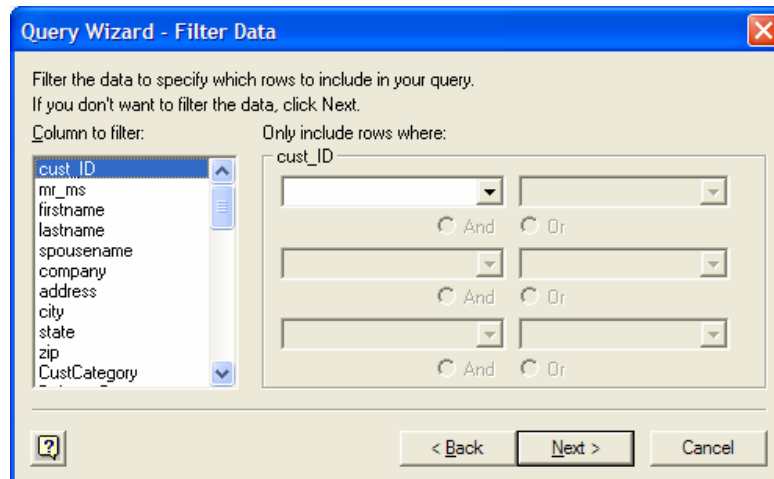 Query Wizard - Filter Data
Filter the data to specify which rows to include in your query.
If you don't want to filter the data, click Next.
Column to filter:
Only include rows where:
cust_ID
mr_ms
firstname
lastname
spousename
company
address
city
state
zip
CustCategory
cust_ID
And Or
And Or
And Or
< Back
Next >
Cancel